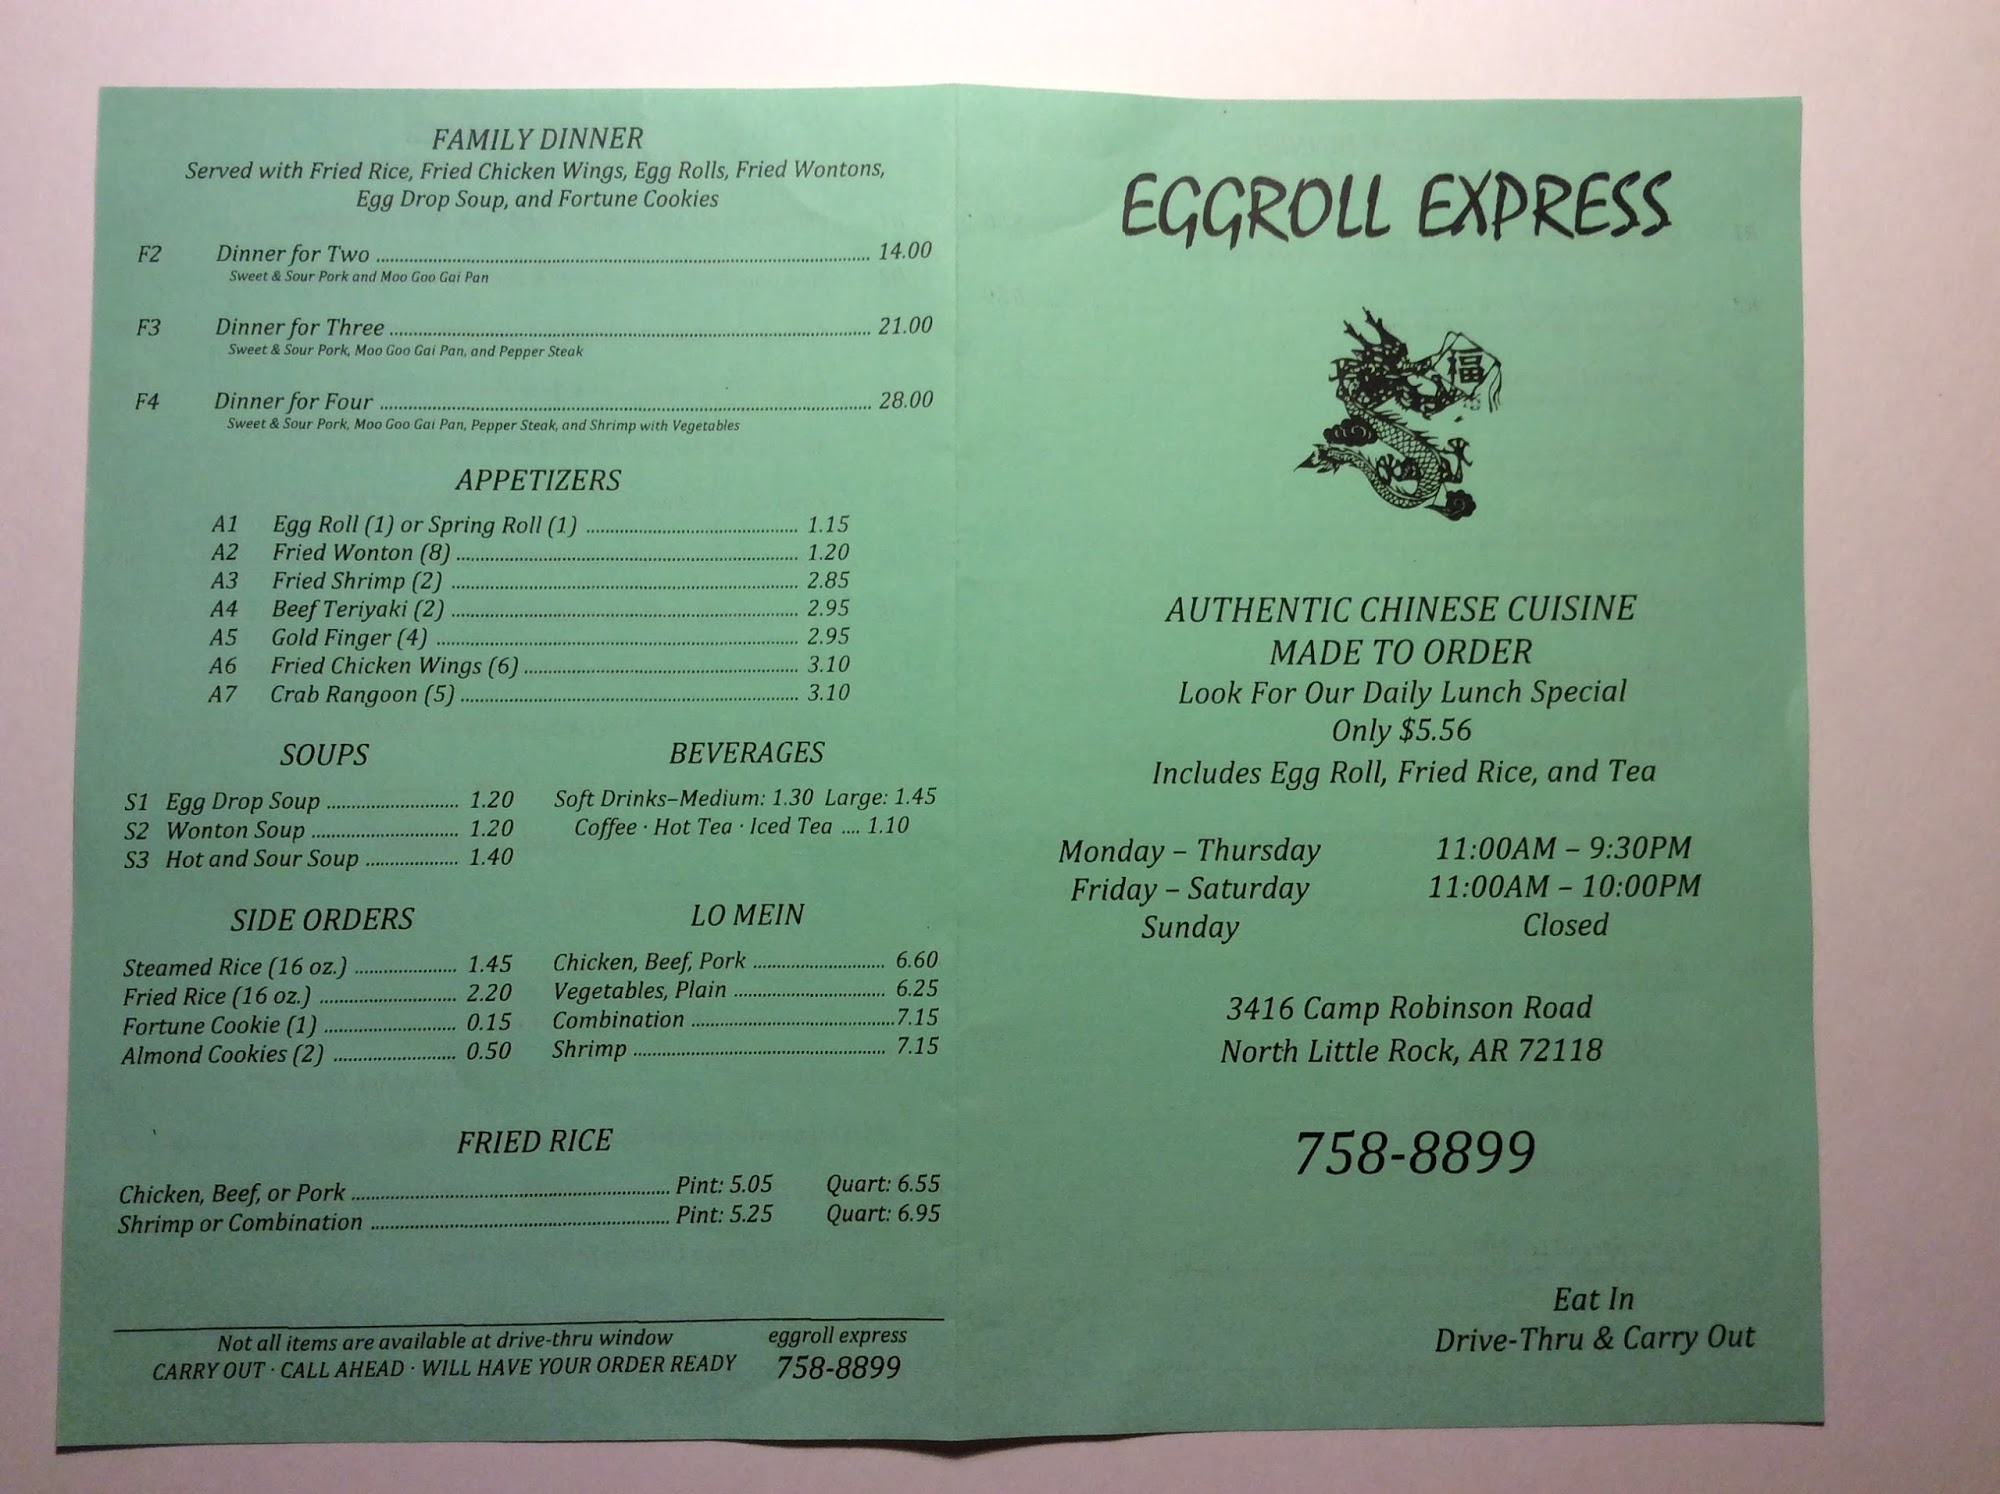 FAMILY DINNER
Served with Fried Rice, Fried Chicken Wings, Egg Rolls, Fried Wontons,
Egg Drop Soup, and Fortune Cookies
F2 Dinner for Two 14.00
Sweet & Sour Pork and Moo Goo Gai Pan
F3 Dinner for Three 21.00
Sweet & Sour Pork, Moo Goo Gai Pan, and Pepper Steak
F4 Dinner for Four 28.00
Sweet & Sour Pork, Moo Goo Gai Pan, Pepper Steak, and Shrimp with Vegetables
APPETIZERS
A1 Egg Roll (1) or Spring Roll (1) 1.15
A2 Fried Wonton (8) 1.20
A3 Fried Shrimp (2) 2.85
A4 Beef Teriyaki (2) 2.95
A5 Gold Finger (4) 2.95
A6 Fried Chicken Wings (6) 3.10
A7 Crab Rangoon (5) 3.10
SOUPS
S1 Egg Drop Soup 1.20
S2 Wonton Soup 1.20
S3 Hot and Sour Soup 1.40
BEVERAGES
Soft Drinks–Medium: 1.30 Large: 1.45
Coffee · Hot Tea · Iced Tea .... 1.10
SIDE ORDERS
Steamed Rice (16 oz.) 1.45
Fried Rice (16 oz.) 2.20
Fortune Cookie (1) 0.15
Almond Cookies (2) 0.50
LO MEIN
Chicken, Beef, Pork 6.60
Vegetables, Plain 6.25
Combination 7.15
Shrimp 7.15
FRIED RICE
Chicken, Beef, or Pork Pint: 5.05 Quart: 6.55
Shrimp or Combination Pint: 5.25 Quart: 6.95
Not all items are available at drive-thru window
CARRY OUT · CALL AHEAD · WILL HAVE YOUR ORDER READY
eggroll express
758-8899
EGGROLL EXPRESS
福
AUTHENTIC CHINESE CUISINE
MADE TO ORDER
Look For Our Daily Lunch Special
Only $5.56
Includes Egg Roll, Fried Rice, and Tea
Monday – Thursday 11:00AM – 9:30PM
Friday – Saturday 11:00AM – 10:00PM
Sunday Closed
3416 Camp Robinson Road
North Little Rock, AR 72118
758-8899
Eat In
Drive-Thru & Carry Out